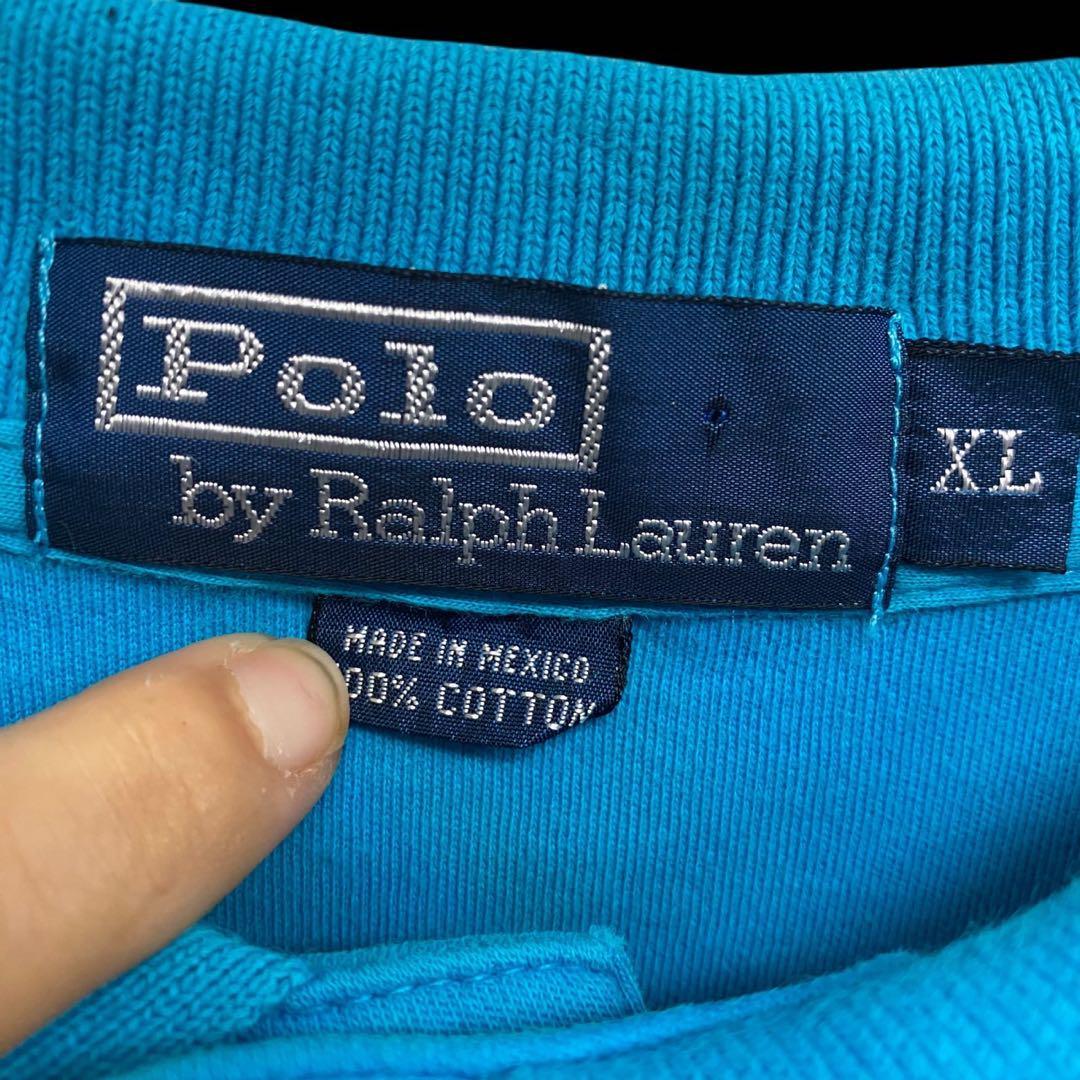 Polo
by Ralph Lauren
XL
MADE IN MEXICO
00% COTTON